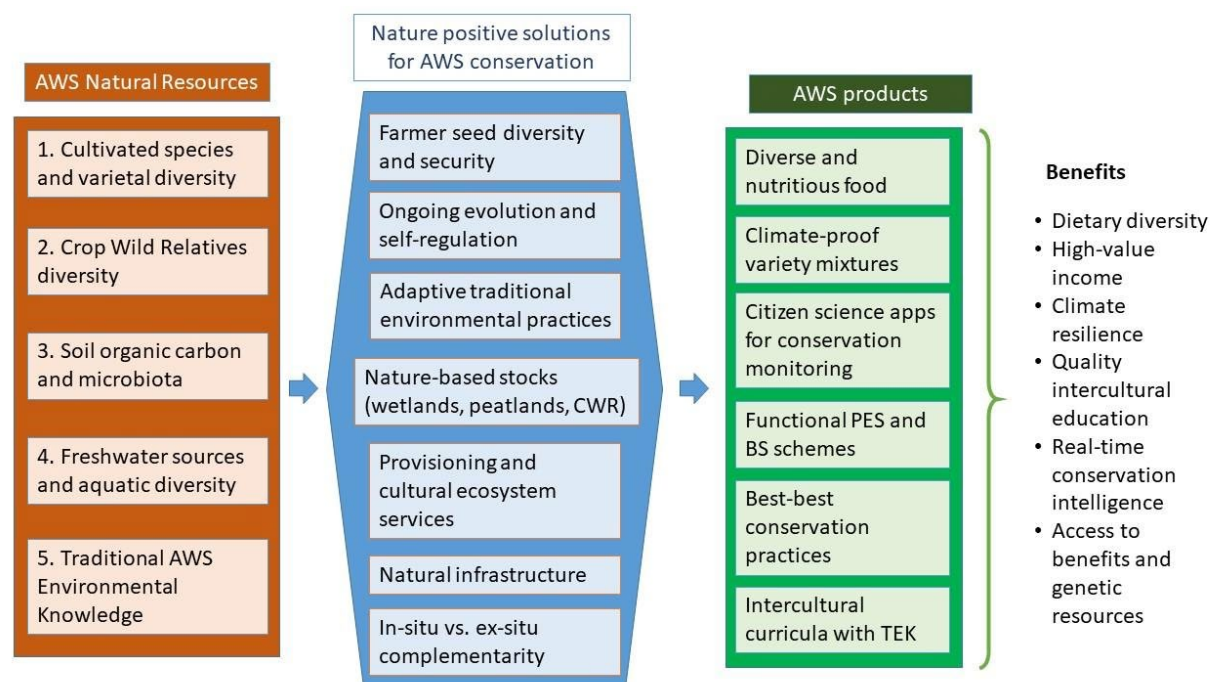 AWS Natural Resources
1. Cultivated species
and varietal diversity
2. Crop Wild Relatives
diversity
3. Soil organic carbon
and microbiota
4. Freshwater sources
and aquatic diversity
5. Traditional AWS
Environmental
Knowledge
Nature positive solutions
for AWS conservation
Farmer seed diversity
and security
Ongoing evolution and
self-regulation
Adaptive traditional
environmental practices
Nature-based stocks
(wetlands, peatlands, CWR)
Provisioning and
cultural ecosystem
services
Natural infrastructure
In-situ vs. ex-situ
complementarity
AWS products
Diverse and
nutritious food
Climate-proof
variety mixtures
Citizen science apps
for conservation
monitoring
Functional PES and
BS schemes
Best-best
conservation
practices
Intercultural
curricula with TEK
Benefits
• Dietary diversity
• High-value
income
• Climate
resilience
• Quality
intercultural
education
• Real-time
conservation
intelligence
• Access to
benefits and
genetic
resources